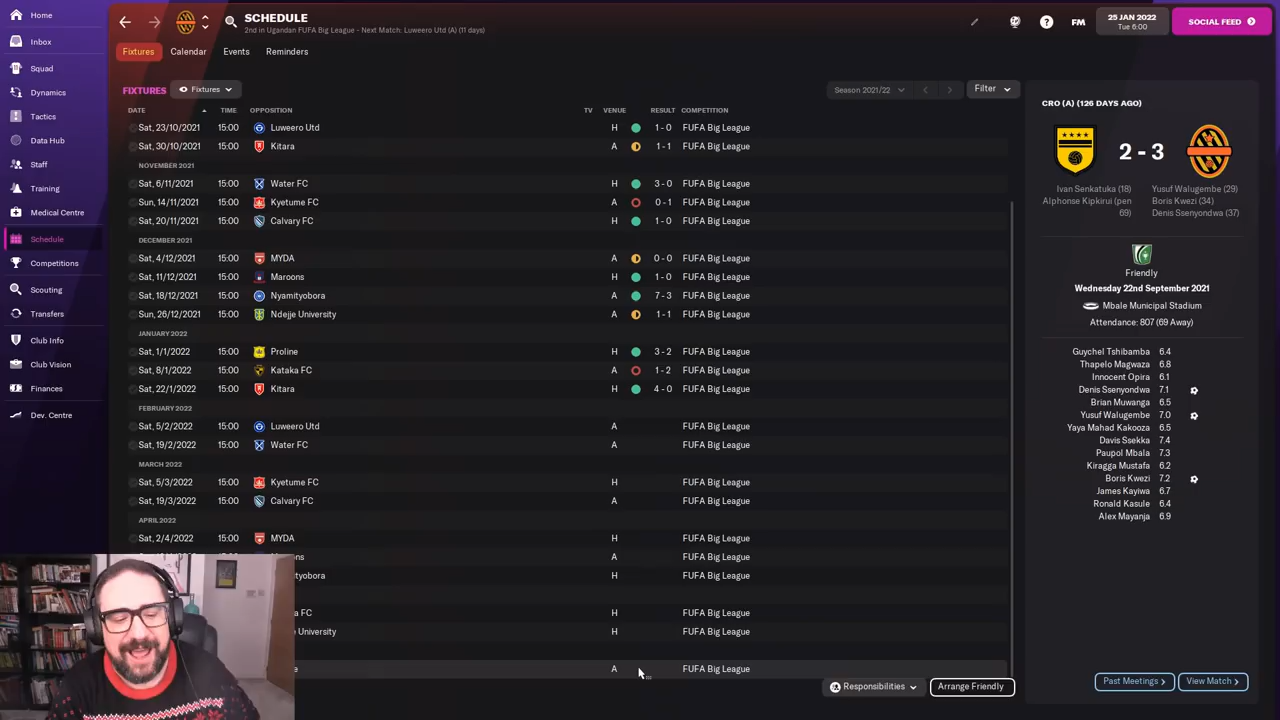 Home
Inbox
Squad
Dynamics
Tactics
Data Hub
Staff
Training
Medical Centre
Schedule
Competitions
Scouting
Transfers
Club Info
Club Vision
Finances
Dev. Centre
SCHEDULE
2nd in Ugandan FUFA Big League - Next Match: Luweero Utd (A) (11 days)
FM
25 JAN 2022
Tue 6:00
SOCIAL FEED
Fixtures Calendar Events Reminders
FIXTURES Fixtures Season 2021/22 Filter
DATE TIME OPPOSITION TV VENUE RESULT COMPETITION
Sat, 23/10/2021 15:00 Luweero Utd H 1 - 0 FUFA Big League
Sat, 30/10/2021 15:00 Kitara A 1 - 1 FUFA Big League
NOVEMBER 2021
Sat, 6/11/2021 15:00 Water FC H 3 - 0 FUFA Big League
Sun, 14/11/2021 15:00 Kyetume FC A 0 - 1 FUFA Big League
Sat, 20/11/2021 15:00 Calvary FC H 1 - 0 FUFA Big League
DECEMBER 2021
Sat, 4/12/2021 15:00 MYDA A 0 - 0 FUFA Big League
Sat, 11/12/2021 15:00 Maroons H 1 - 0 FUFA Big League
Sat, 18/12/2021 15:00 Nyamityobora A 7 - 3 FUFA Big League
Sun, 26/12/2021 15:00 Ndejje University A 1 - 1 FUFA Big League
JANUARY 2022
Sat, 1/1/2022 15:00 Proline H 3 - 2 FUFA Big League
Sat, 8/1/2022 15:00 Kataka FC A 1 - 2 FUFA Big League
Sat, 22/1/2022 15:00 Kitara H 4 - 0 FUFA Big League
FEBRUARY 2022
Sat, 5/2/2022 15:00 Luweero Utd A FUFA Big League
Sat, 19/2/2022 15:00 Water FC A FUFA Big League
MARCH 2022
Sat, 5/3/2022 15:00 Kyetume FC H FUFA Big League
Sat, 19/3/2022 15:00 Calvary FC A FUFA Big League
APRIL 2022
Sat, 2/4/2022 15:00 MYDA H FUFA Big League
ons A FUFA Big League
ityobora H FUFA Big League
a FC H FUFA Big League
e University H FUFA Big League
e A FUFA Big League
Responsibilities Arrange Friendly
CRO (A) (126 DAYS AGO)
2 - 3
Ivan Senkatuka (18)
Alphonse Kipkirui (pen
69)
Yusuf Walugembe (29)
Boris Kwezi (34)
Denis Ssenyondwa (37)
Friendly
Wednesday 22nd September 2021
Mbale Municipal Stadium
Attendance: 807 (69 Away)
Guychel Tshibamba 6.4
Thapelo Magwaza 6.8
Innocent Opira 6.1
Denis Ssenyondwa 7.1
Brian Muwanga 6.5
Yusuf Walugembe 7.0
Yaya Mahad Kakooza 6.5
Davis Ssekka 7.4
Paupol Mbala 7.3
Kiragga Mustafa 6.2
Boris Kwezi 7.2
James Kayiwa 6.7
Ronald Kasule 6.4
Alex Mayanja 6.9
Past Meetings View Match